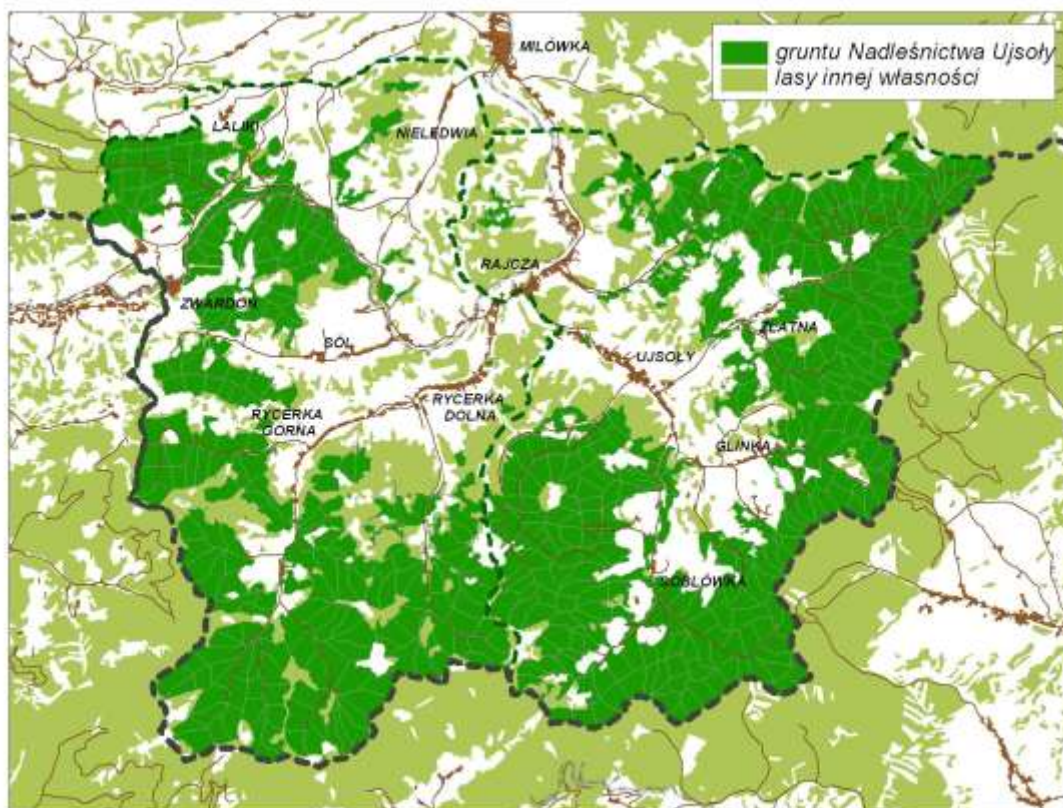 MILÓWKA
gruntu Nadleśnictwa Ujsoły
lasy innej własności
LALIKI
NIELEDWIA
RAJCZA
ZWARDOŃ
SÓL
ZŁATNA
UJSOŁY
RYCERKA
GÓRNA
RYCERKA
DOLNA
GLINKA
SOBLÓWKA